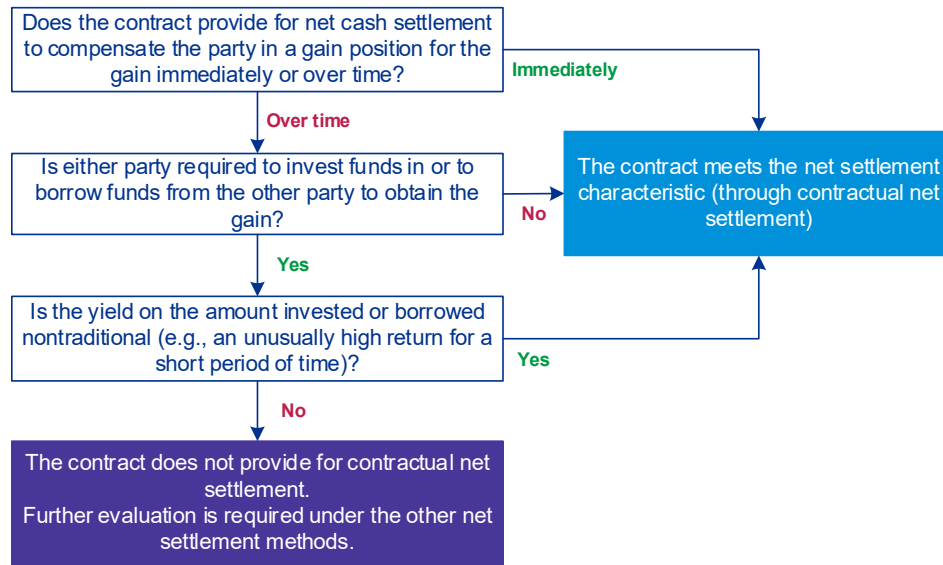 Does the contract provide for net cash settlement
to compensate the party in a gain position for the
gain immediately or over time?
Immediately
Over time
Is either party required to invest funds in or to
borrow funds from the other party to obtain the
gain?
No
The contract meets the net settlement
characteristic (through contractual net
settlement)
Yes
Is the yield on the amount invested or borrowed
nontraditional (e.g., an unusually high return for a
short period of time)?
Yes
No
The contract does not provide for contractual net
settlement.
Further evaluation is required under the other net
settlement methods.